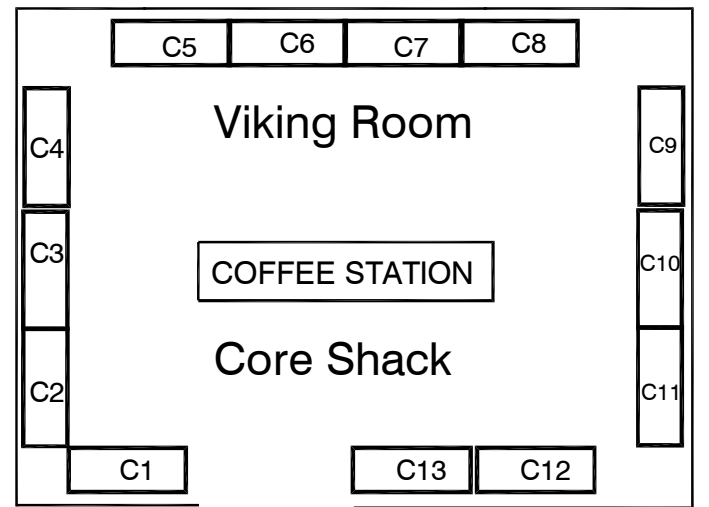 C5 C6 C7 C8
Viking Room
C4
C9
C3
C10
COFFEE STATION
Core Shack
C2
C11
C1
C13
C12